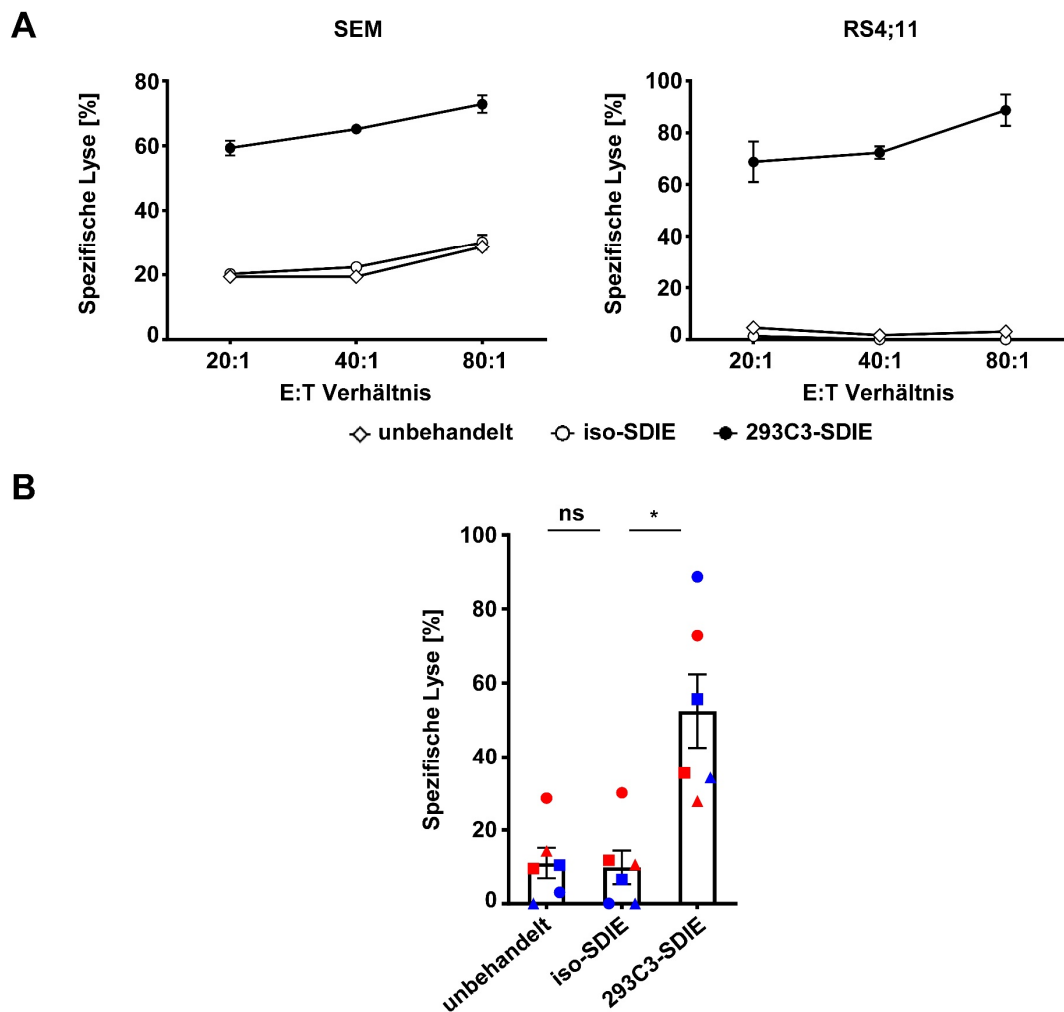 A
SEM
RS4;11
Spezifische Lyse [%]
80
60
40
20
0
20:1
40:1
80:1
E:T Verhältnis
Spezifische Lyse [%]
100
80
60
40
20
0
20:1
40:1
80:1
E:T Verhältnis
unbehandelt
iso-SDIE
293C3-SDIE
B
ns
*
Spezifische Lyse [%]
100
80
60
40
20
0
unbehandelt
iso-SDIE
293C3-SDIE